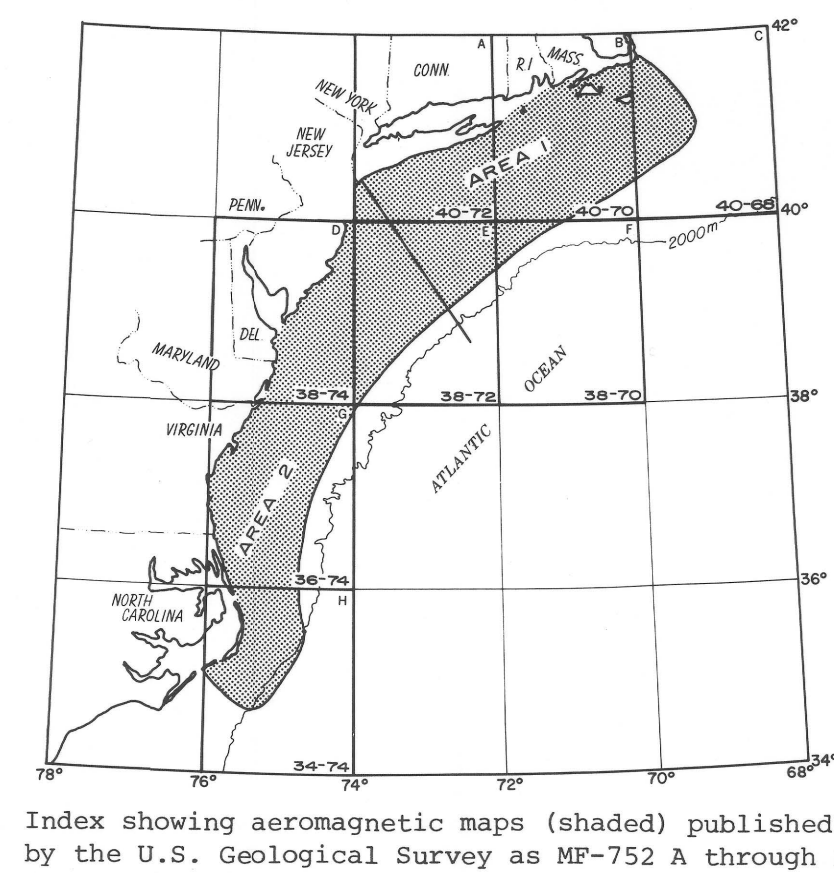 42°
A
B
C
CONN.
R.I
MASS.
NEW YORK
NEW
JERSEY
AREA 1
PENN.
40-72
40-70
40-68
40°
D
E
F
2000m
DEL.
MARYLAND
OCEAN
38-74
38-72
38-70
38°
G
VIRGINIA
ATLANTIC
AREA 2
36-74
36°
H
NORTH
CAROLINA
34-74
34°
78°
76°
74°
72°
70°
68°
Index showing aeromagnetic maps (shaded) published
by the U.S. Geological Survey as MF-752 A through